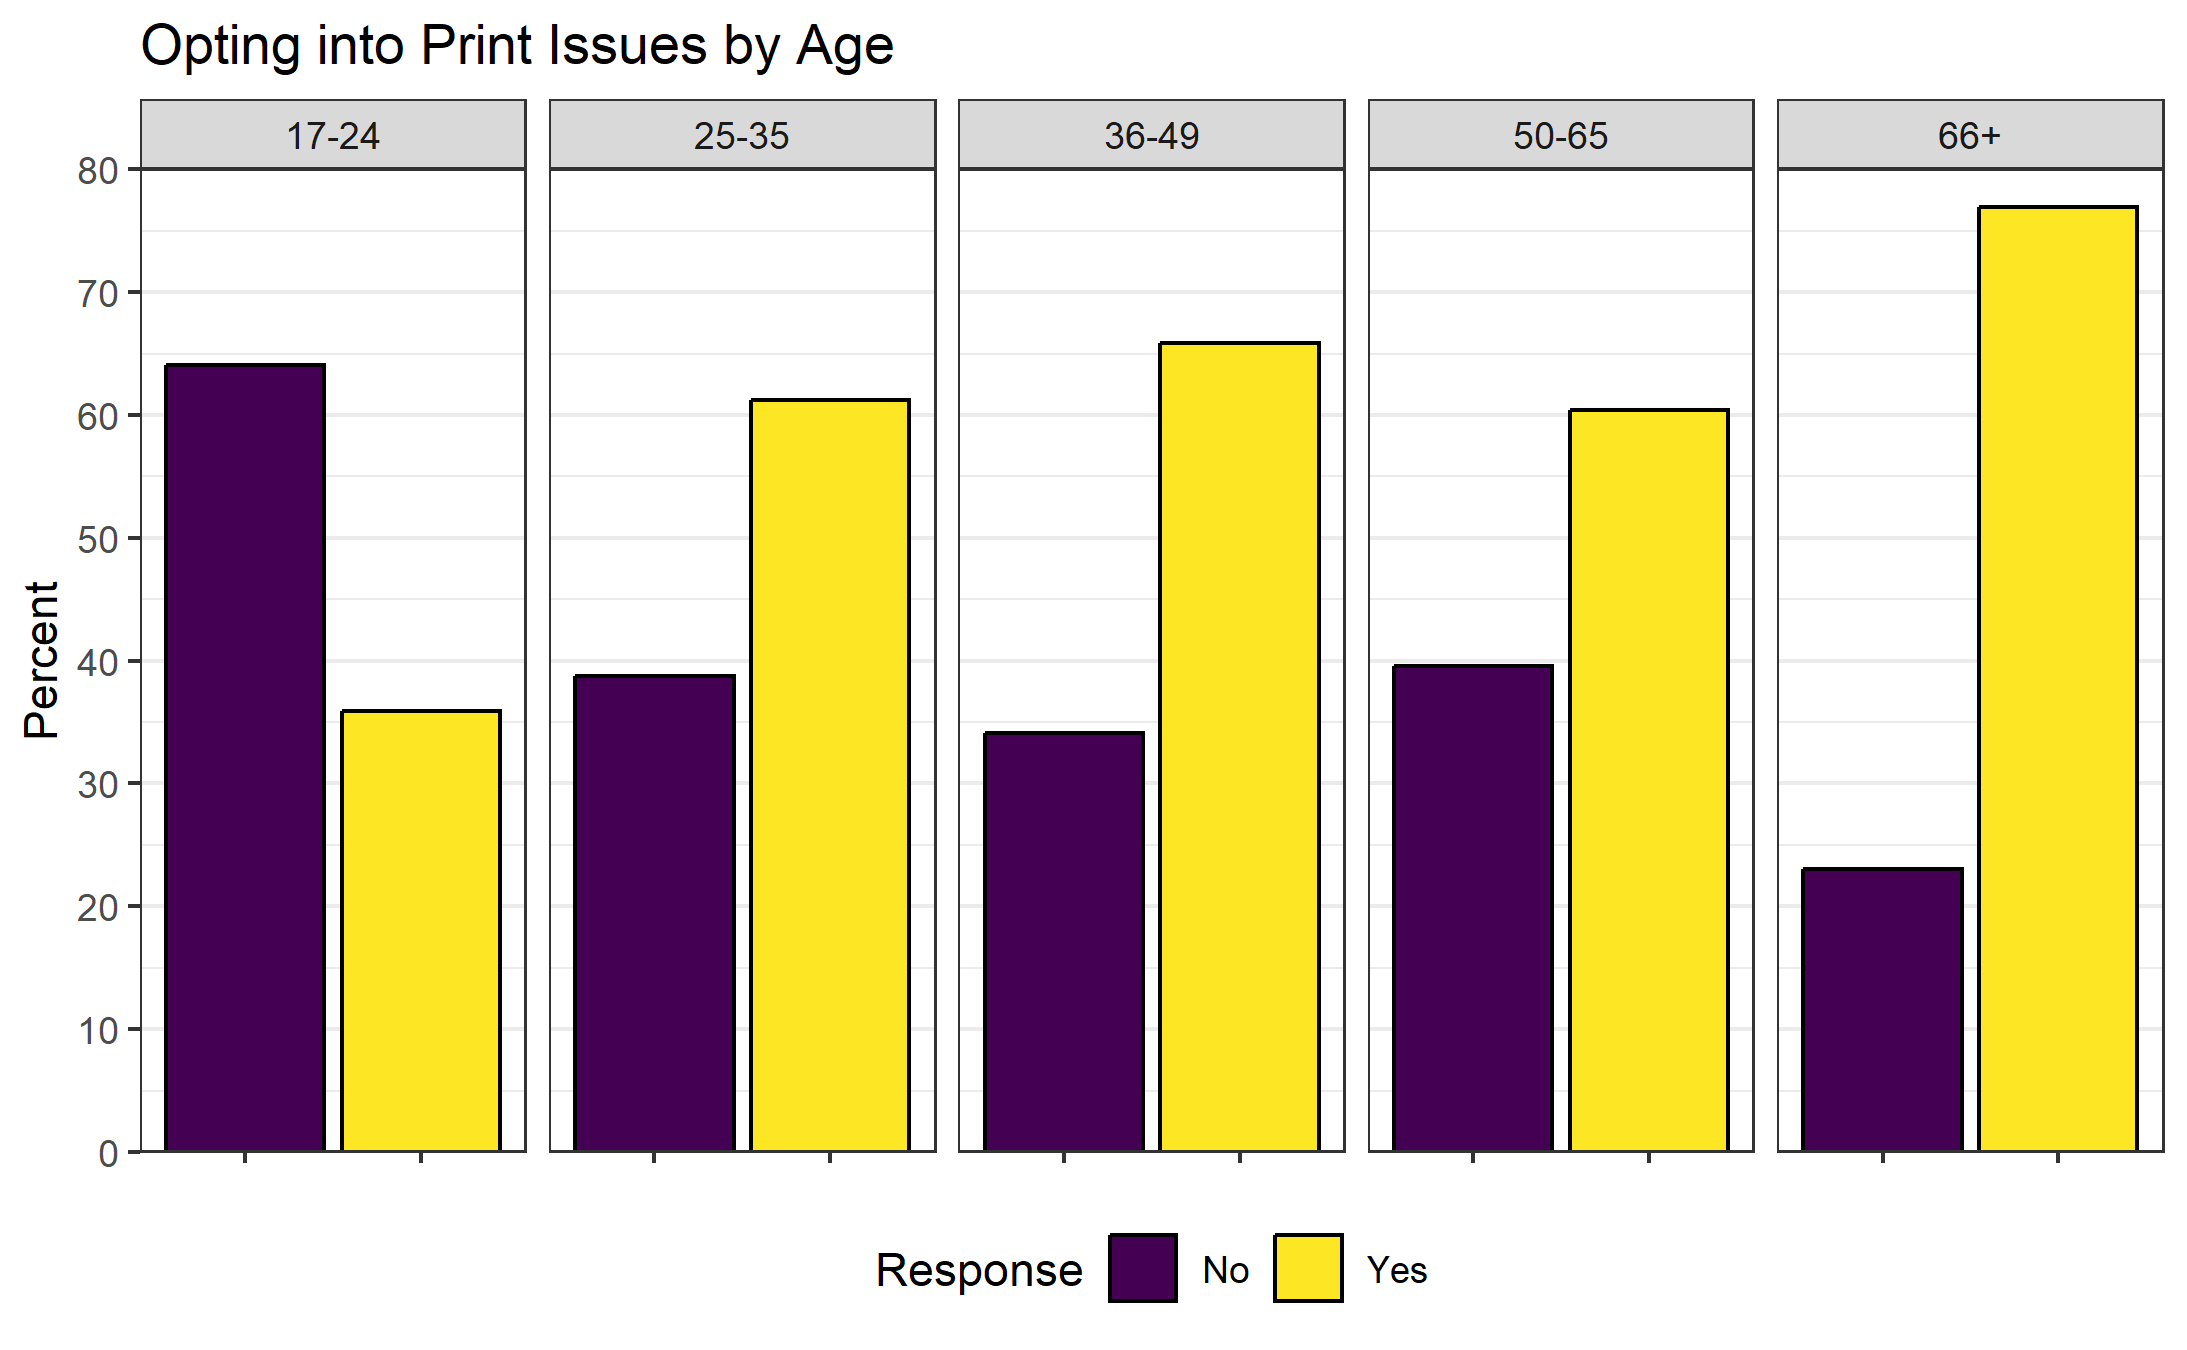 Opting into Print Issues by Age
17-24 25-35 36-49 50-65 66+
80
70
60
50
40
30
20
10
0
Percent
Response No Yes